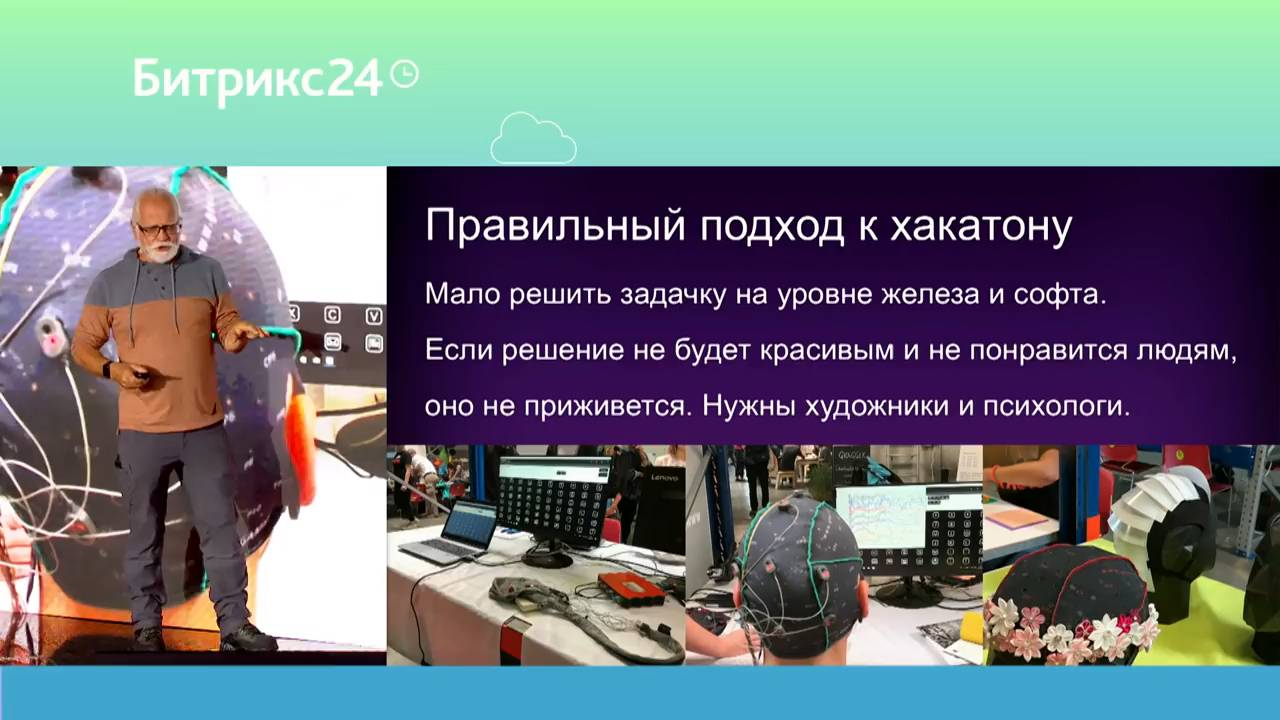 Битрикс24
Правильный подход к хакатону
Мало решить задачку на уровне железа и софта.
Если решение не будет красивым и не понравится людям,
оно не приживется. Нужны художники и психологи.
X C V
Lenovo